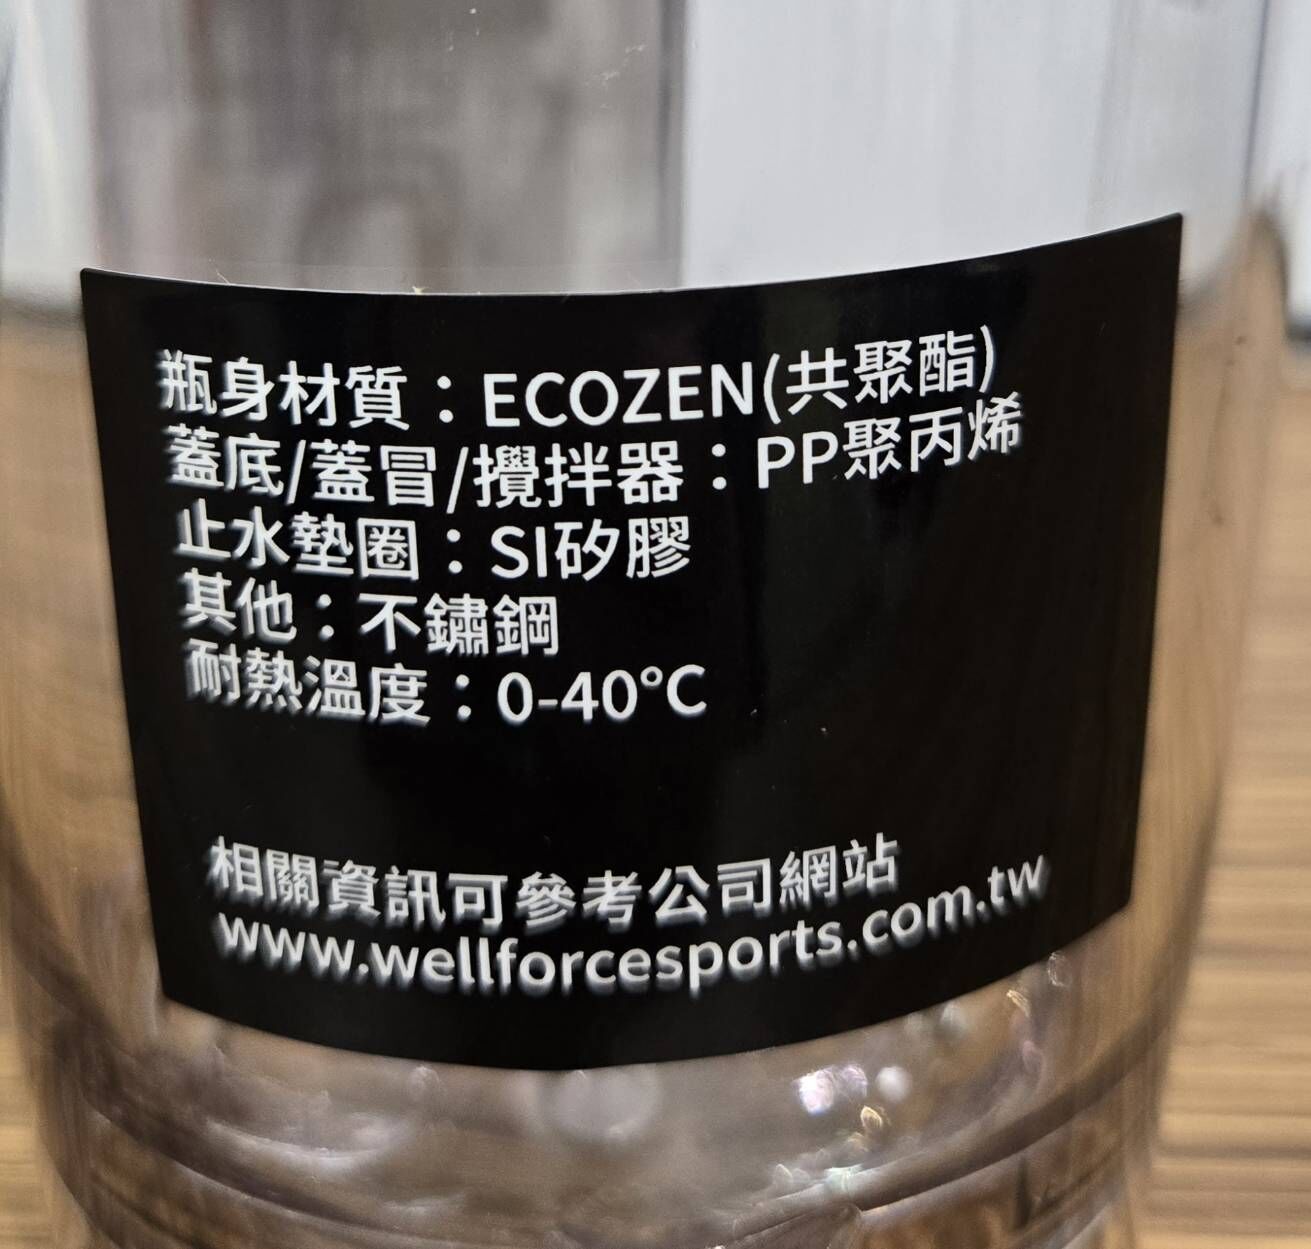 瓶身材質：ECOZEN(共聚酯)
蓋底/蓋冒/攪拌器：PP聚丙烯
止水墊圈：SI矽膠
其他：不鏽鋼
耐熱溫度：0-40°C
相關資訊可參考公司網站
www.wellforcesports.com.tw